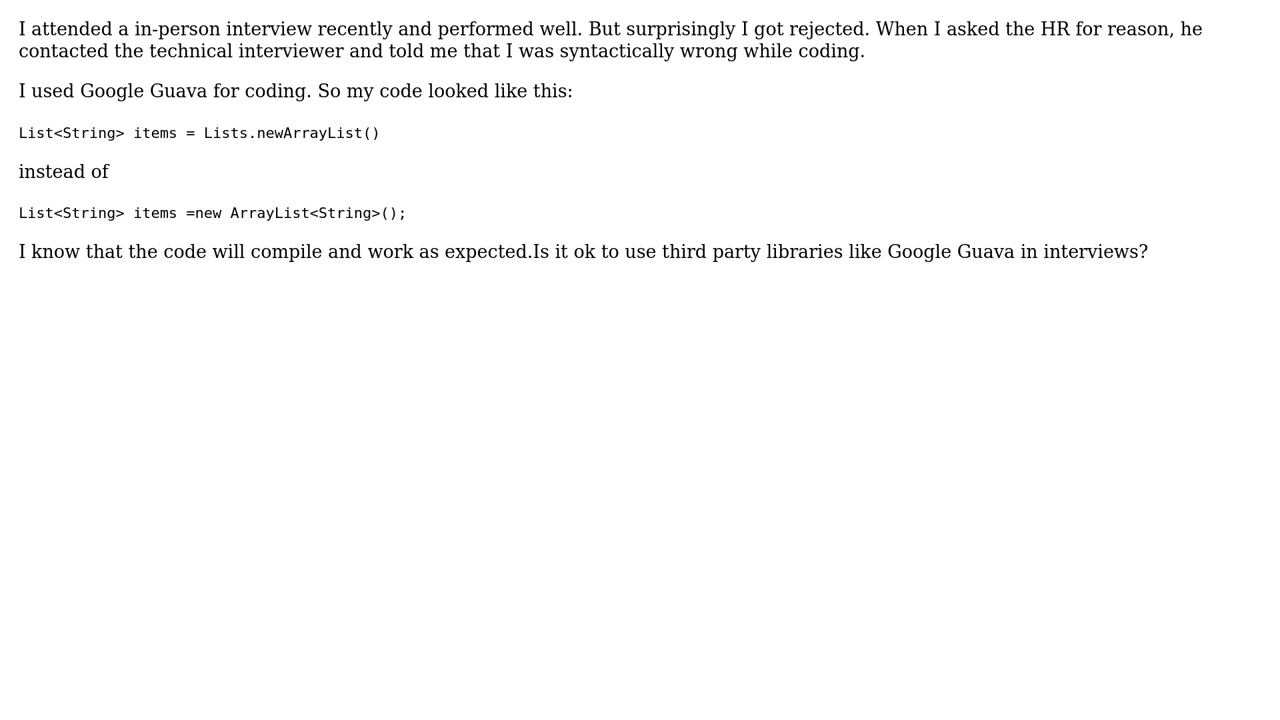 I attended a in-person interview recently and performed well. But surprisingly I got rejected. When I asked the HR for reason, he
contacted the technical interviewer and told me that I was syntactically wrong while coding.
I used Google Guava for coding. So my code looked like this:
List<String> items = Lists.newArrayList()
instead of
List<String> items =new ArrayList<String>();
I know that the code will compile and work as expected.Is it ok to use third party libraries like Google Guava in interviews?